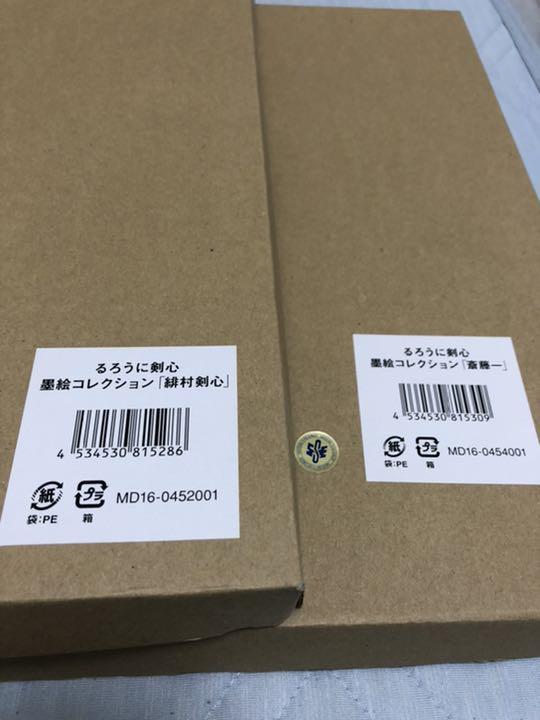 るろうに剣心
墨絵コレクション「緋村剣心」
4 534530 815286
紙 プラ MD16-0452001
袋:PE 箱
るろうに剣心
墨絵コレクション「斎藤一」
4 534530 815309
紙 プラ MD16-0454001
袋:PE 箱